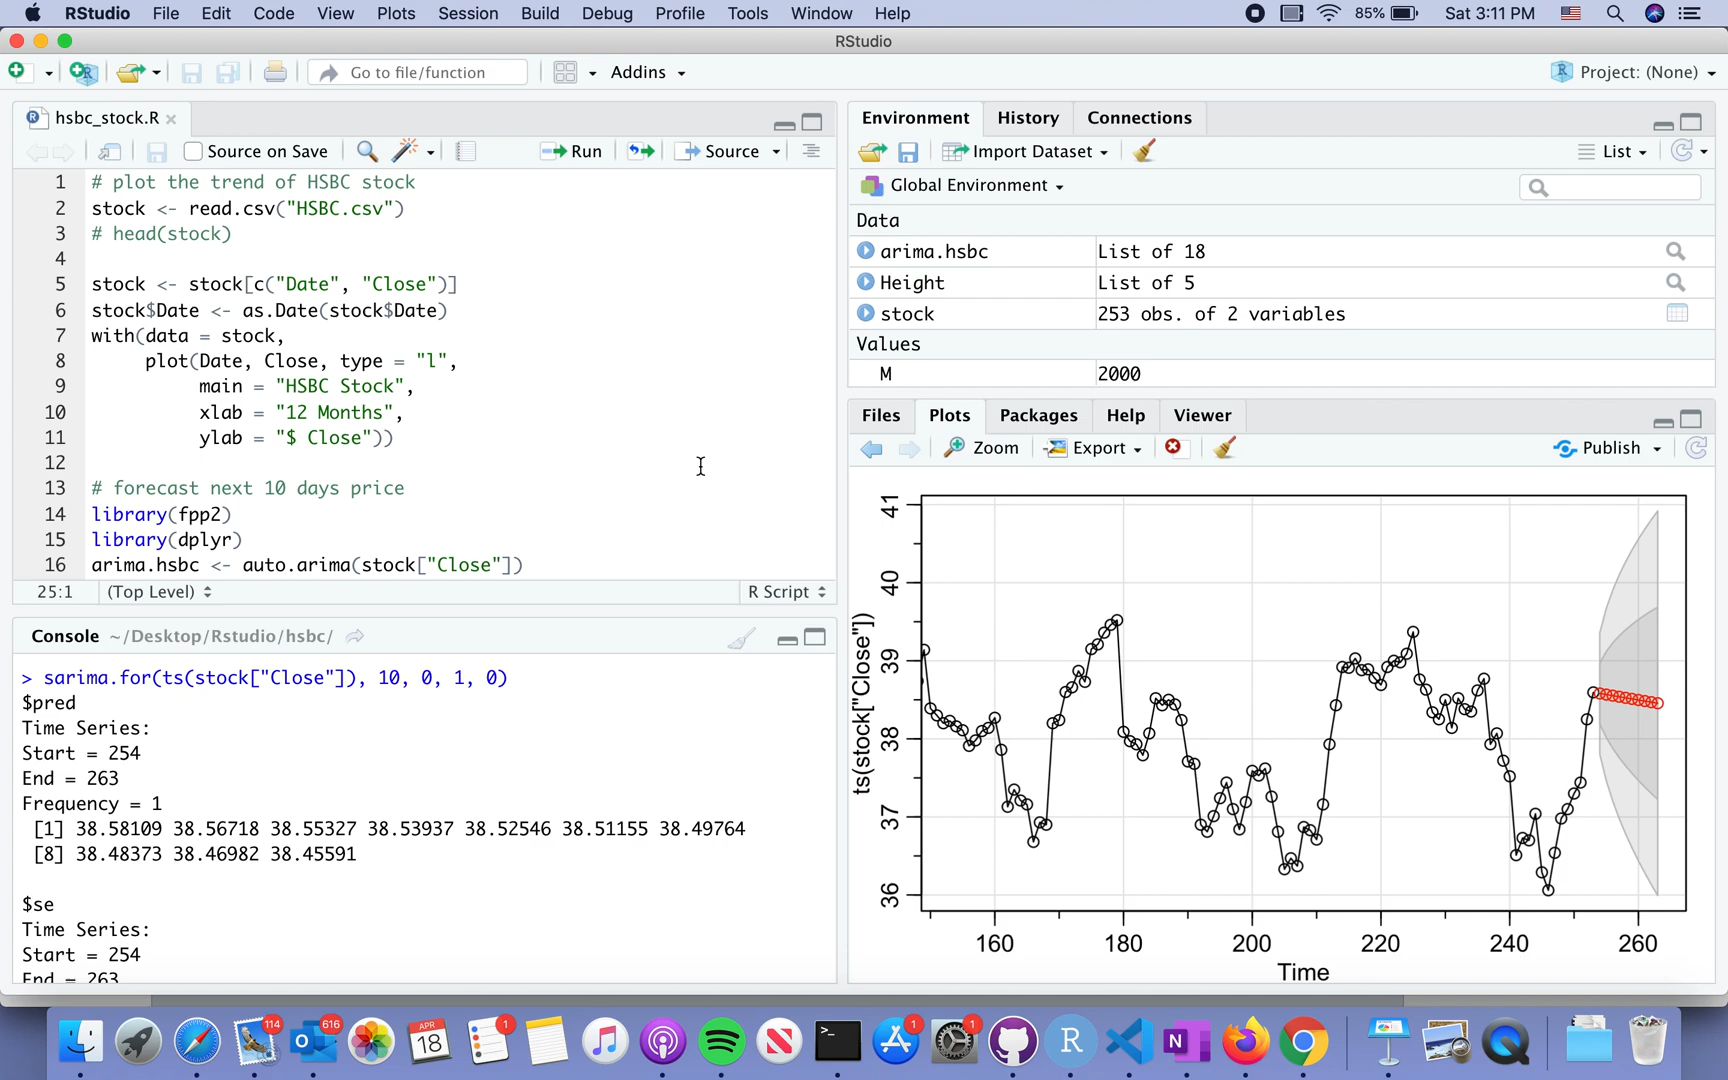 RStudio File Edit Code View Plots Session Build Debug Profile Tools Window Help 85% Sat 3:11 PM
RStudio
Go to file/function Addins Project: (None)
hsbc_stock.R
Source on Save Run Source
1 # plot the trend of HSBC stock
2 stock <- read.csv("HSBC.csv")
3 # head(stock)
4
5 stock <- stock[c("Date", "Close")]
6 stock$Date <- as.Date(stock$Date)
7 with(data = stock,
8 plot(Date, Close, type = "l",
9 main = "HSBC Stock",
10 xlab = "12 Months",
11 ylab = "$ Close"))
12
13 # forecast next 10 days price
14 library(fpp2)
15 library(dplyr)
16 arima.hsbc <- auto.arima(stock["Close"])
25:1 (Top Level) R Script
Console ~/Desktop/Rstudio/hsbc/
> sarima.for(ts(stock["Close"]), 10, 0, 1, 0)
$pred
Time Series:
Start = 254
End = 263
Frequency = 1
[1] 38.58109 38.56718 38.55327 38.53937 38.52546 38.51155 38.49764
[8] 38.48373 38.46982 38.45591
$se
Time Series:
Start = 254
End = 263
Environment History Connections
Import Dataset List
Global Environment
Data
arima.hsbc List of 18
Height List of 5
stock 253 obs. of 2 variables
Values
M 2000
Files Plots Packages Help Viewer
Zoom Export Publish
ts(stock["Close"])
41
40
39
38
37
36
160 180 200 220 240 260
Time
114 616 APR 18 1 1 1